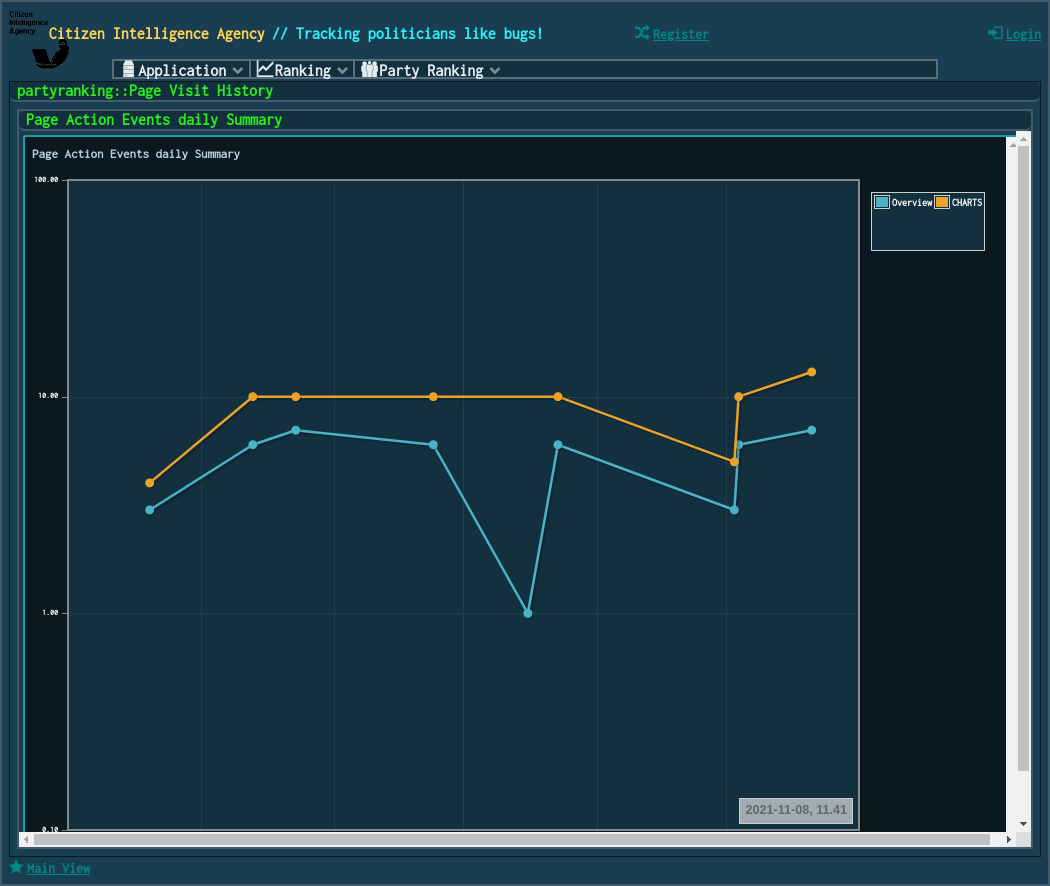 Citizen
Intelligence
Agency
Citizen Intelligence Agency // Tracking politicians like bugs!
Register
Login
Application
Ranking
Party Ranking
partyranking::Page Visit History
Page Action Events daily Summary
Page Action Events daily Summary
100.00
Overview
CHARTS
10.00
1.00
2021-11-08, 11.41
0.10
Main View